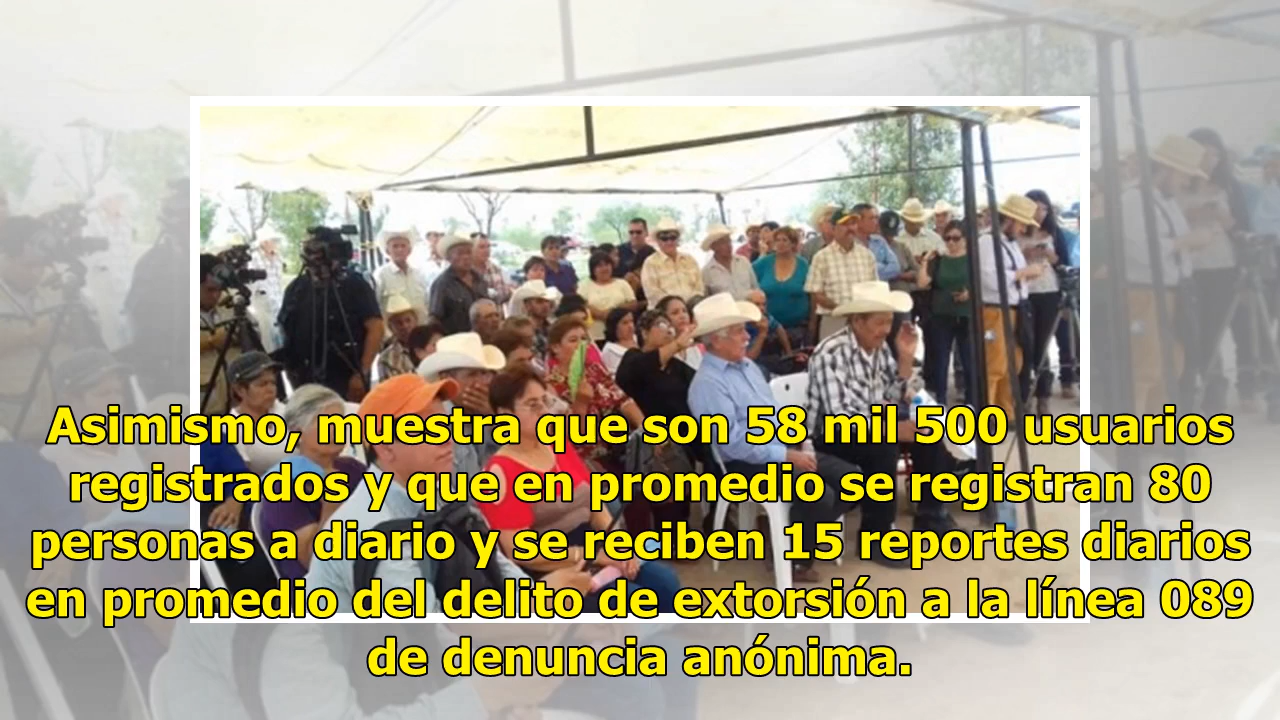 Asimismo, muestra que son 58 mil 500 usuarios
registrados y que en promedio se registran 80
personas a diario y se reciben 15 reportes diarios
en promedio del delito de extorsión a la línea 089
de denuncia anónima.